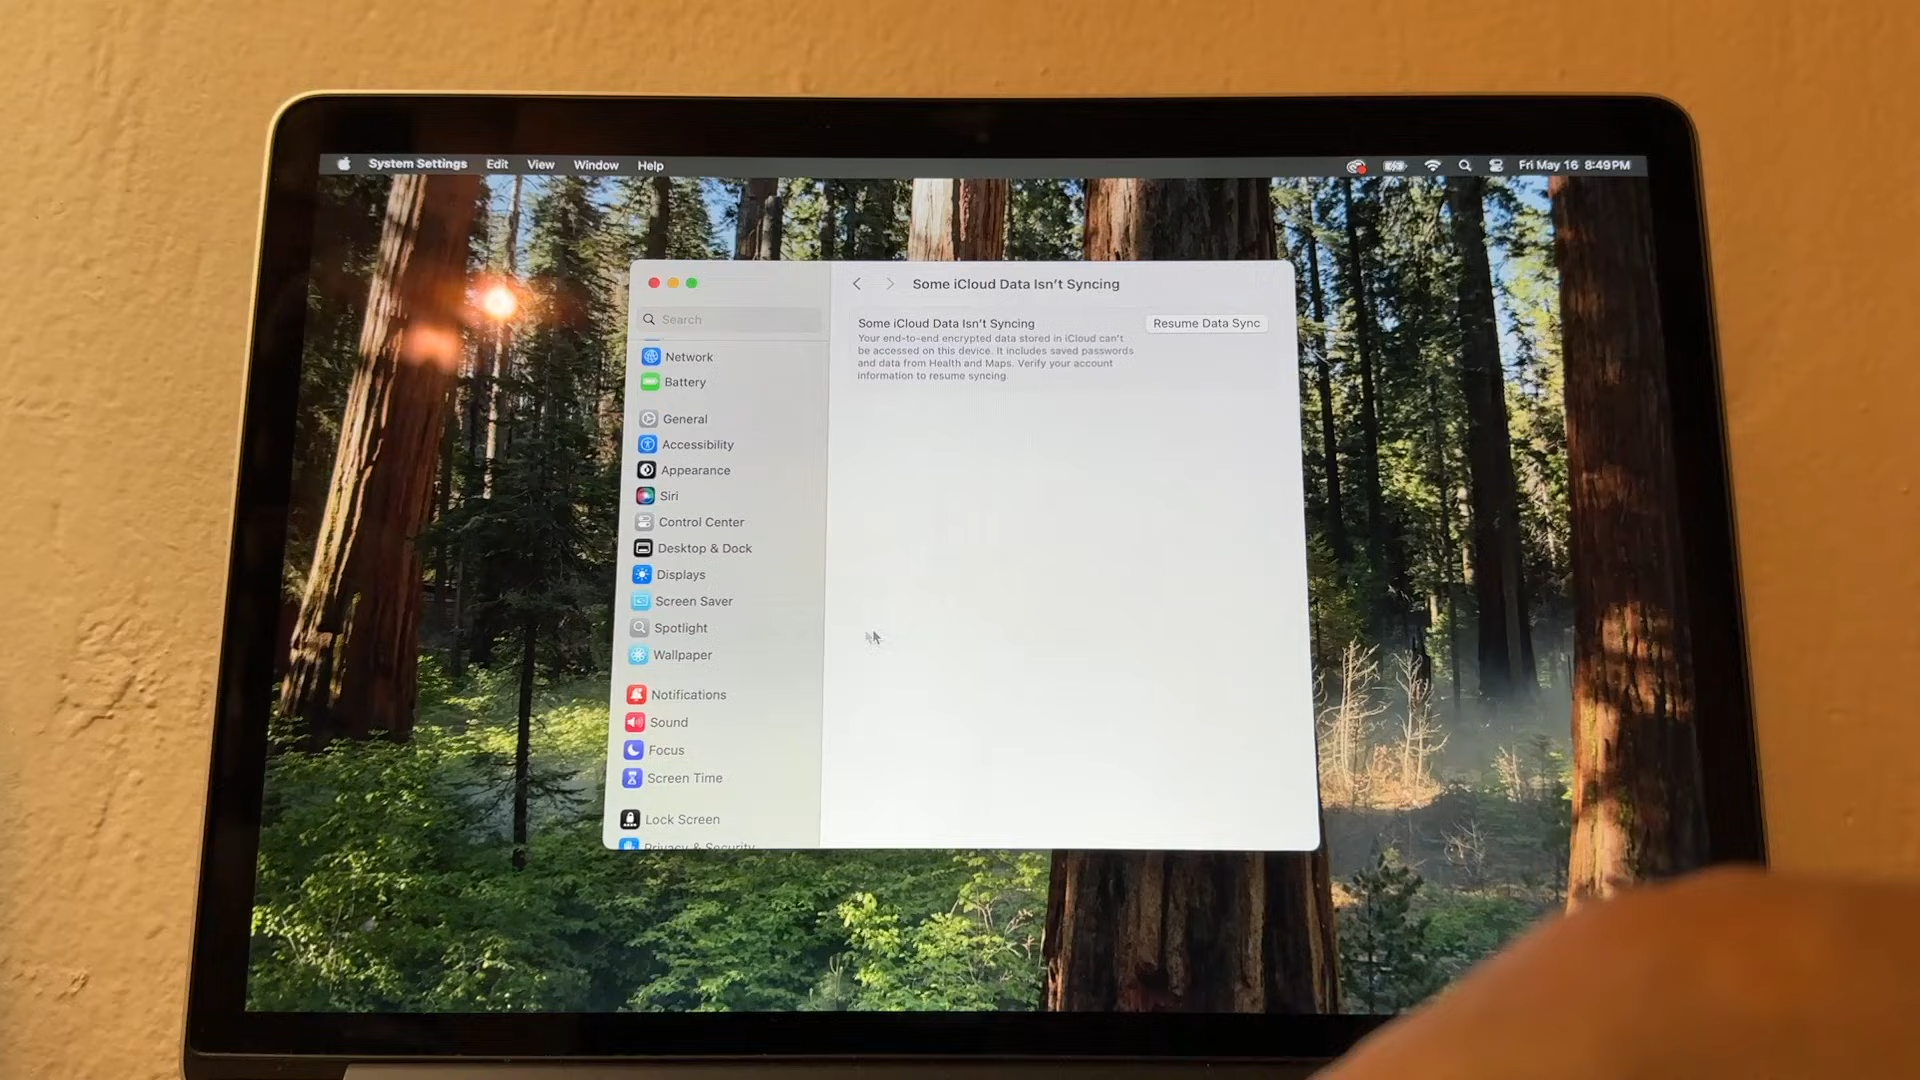 System Settings Edit View Window Help Fri May 16 8:49 PM
Some iCloud Data Isn't Syncing
Search
Network
Battery
General
Accessibility
Appearance
Siri
Control Center
Desktop & Dock
Displays
Screen Saver
Spotlight
Wallpaper
Notifications
Sound
Focus
Screen Time
Lock Screen
Privacy & Security
Some iCloud Data Isn't Syncing
Resume Data Sync
Your end-to-end encrypted data stored in iCloud can't
be accessed on this device. It includes saved passwords
and data from Health and Maps. Verify your account
information to resume syncing.